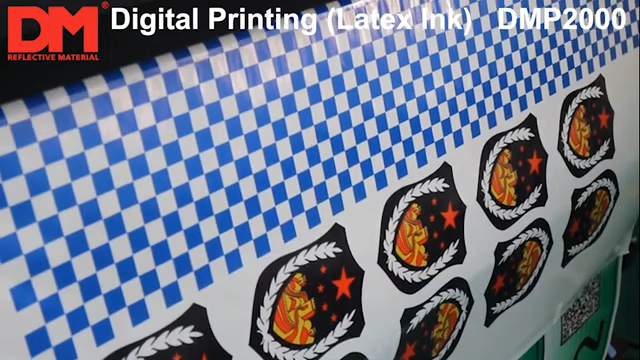 DM®
REFLECTIVE MATERIAL
Digital Printing (Latex Ink) DMP2000